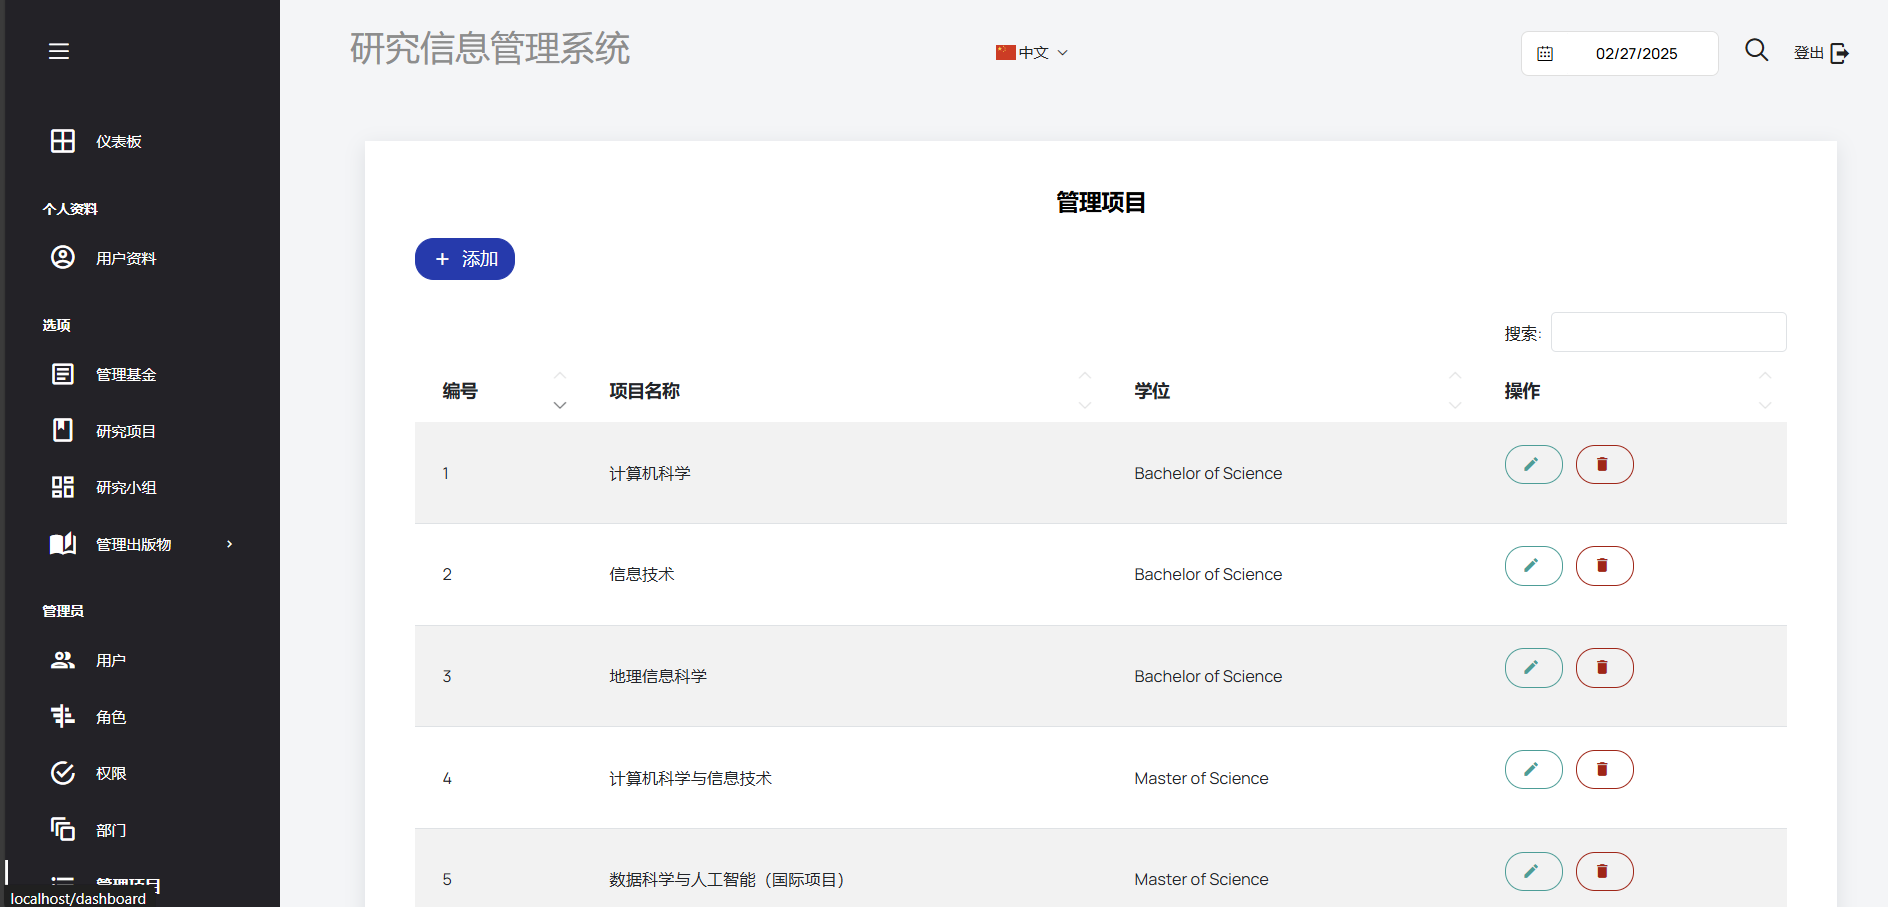 研究信息管理系统
中文
02/27/2025
登出
仪表板
个人资料
用户资料
选项
管理基金
研究项目
研究小组
管理出版物
管理员
用户
角色
权限
部门
管理项目
localhost/dashboard
管理项目
+ 添加
搜索:
编号 项目名称 学位 操作
1 计算机科学 Bachelor of Science
2 信息技术 Bachelor of Science
3 地理信息科学 Bachelor of Science
4 计算机科学与信息技术 Master of Science
5 数据科学与人工智能（国际项目） Master of Science